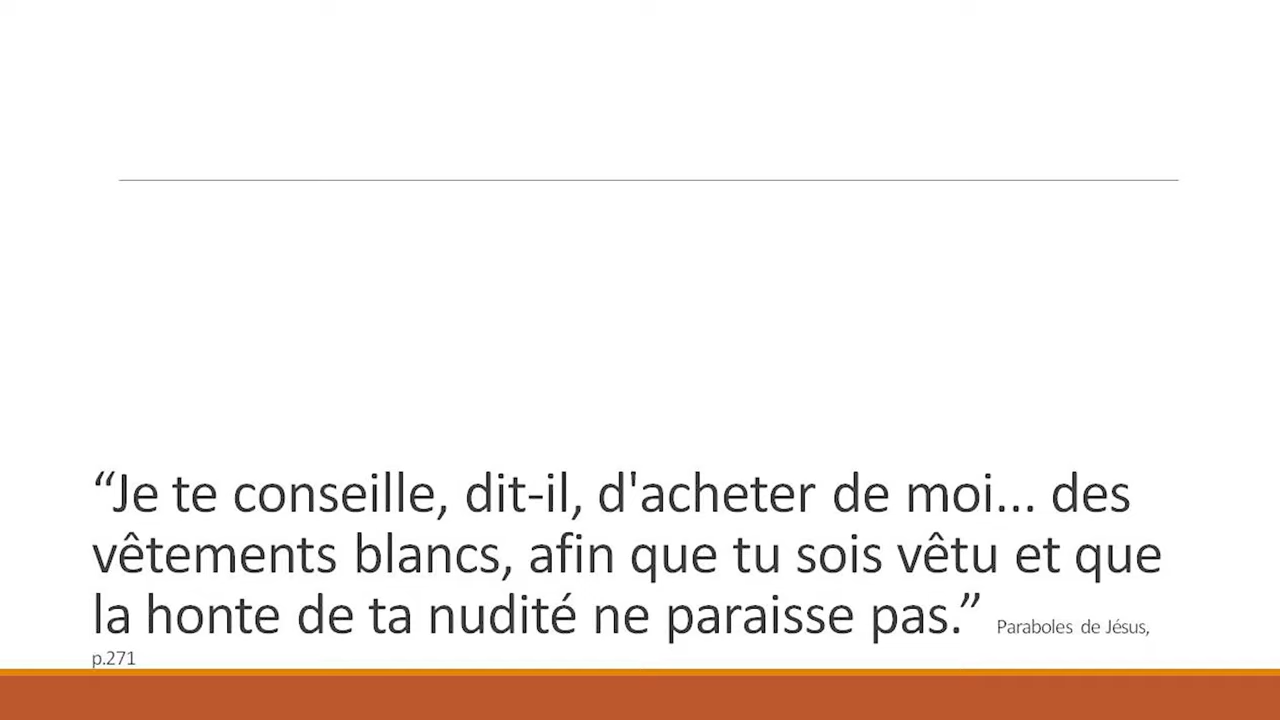 “Je te conseille, dit-il, d'acheter de moi... des
vêtements blancs, afin que tu sois vêtu et que
la honte de ta nudité ne paraisse pas.” Paraboles de Jésus,
p.271